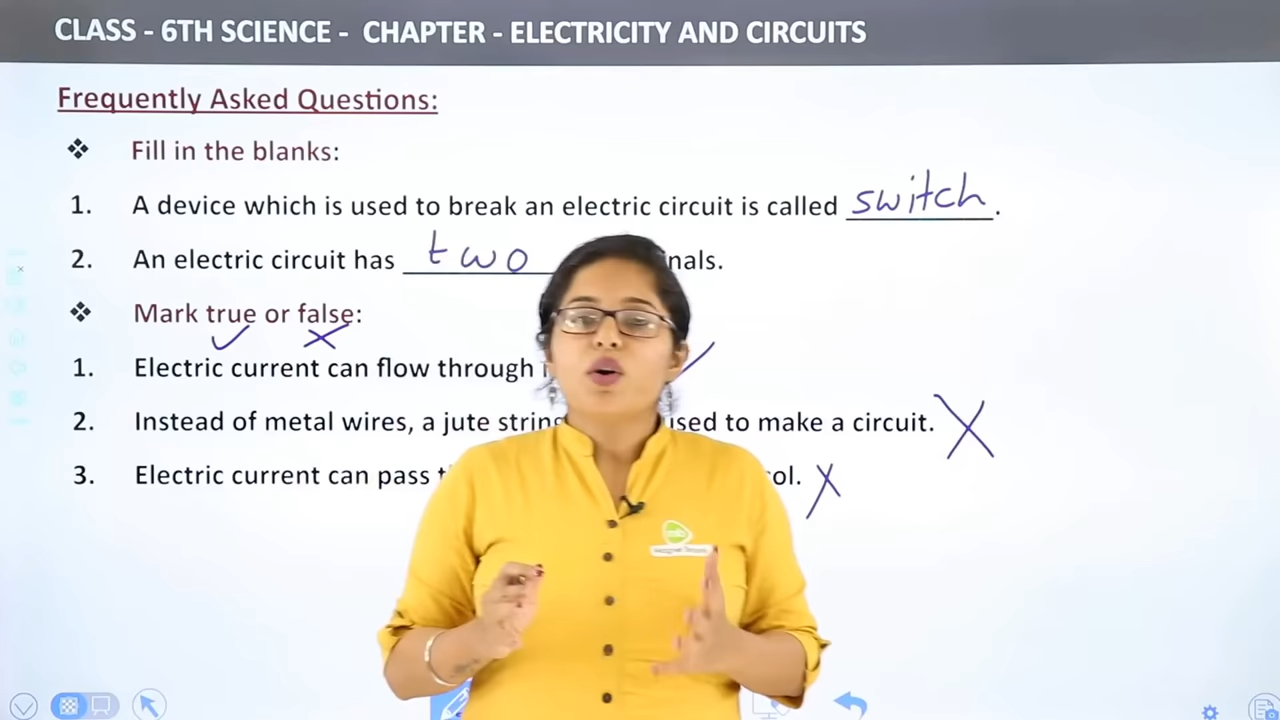 CLASS - 6TH SCIENCE - CHAPTER - ELECTRICITY AND CIRCUITS
Frequently Asked Questions:
❖ Fill in the blanks:
1. A device which is used to break an electric circuit is called switch.
2. An electric circuit has two nals.
❖ Mark true or false:
1. Electric current can flow through
2. Instead of metal wires, a jute string used to make a circuit.
3. Electric current can pass ol.